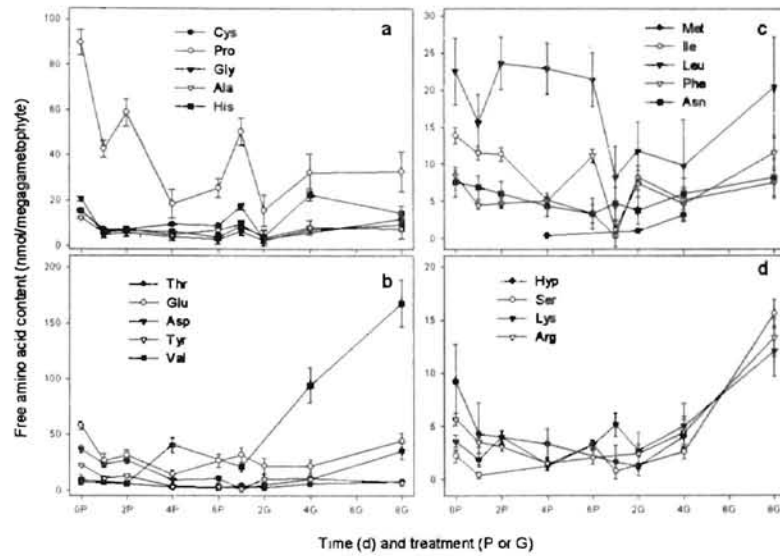 Free amino acid content (nmol/megagametophyte)
a
Cys
Pro
Gly
Ala
His
100
80
60
40
20
0
c
Met
Ile
Leu
Phe
Asn
30
25
20
15
10
5
0
b
Thr
Glu
Asp
Tyr
Val
200
150
100
50
0
0P 2P 4P 6P 2G 4G 8G
d
Hyp
Ser
Lys
Arg
20
15
10
5
0
0P 2P 4P 6P 2G 4G 8G
Time (d) and treatment (P or G)